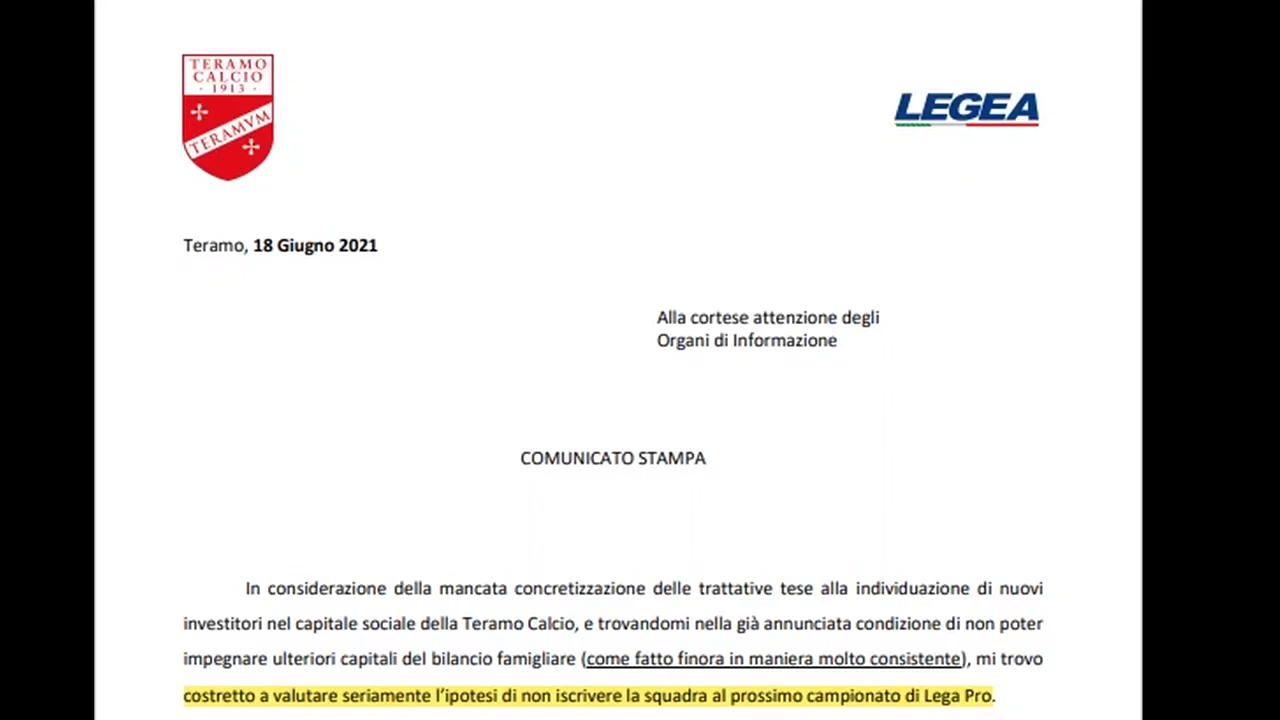 TERAMO
CALCIO
· 1913 ·
TERAMVM
LEGEA
Teramo, 18 Giugno 2021
Alla cortese attenzione degli
Organi di Informazione
COMUNICATO STAMPA
In considerazione della mancata concretizzazione delle trattative tese alla individuazione di nuovi
investitori nel capitale sociale della Teramo Calcio, e trovandomi nella già annunciata condizione di non poter
impegnare ulteriori capitali del bilancio famigliare (come fatto finora in maniera molto consistente), mi trovo
costretto a valutare seriamente l’ipotesi di non iscrivere la squadra al prossimo campionato di Lega Pro.